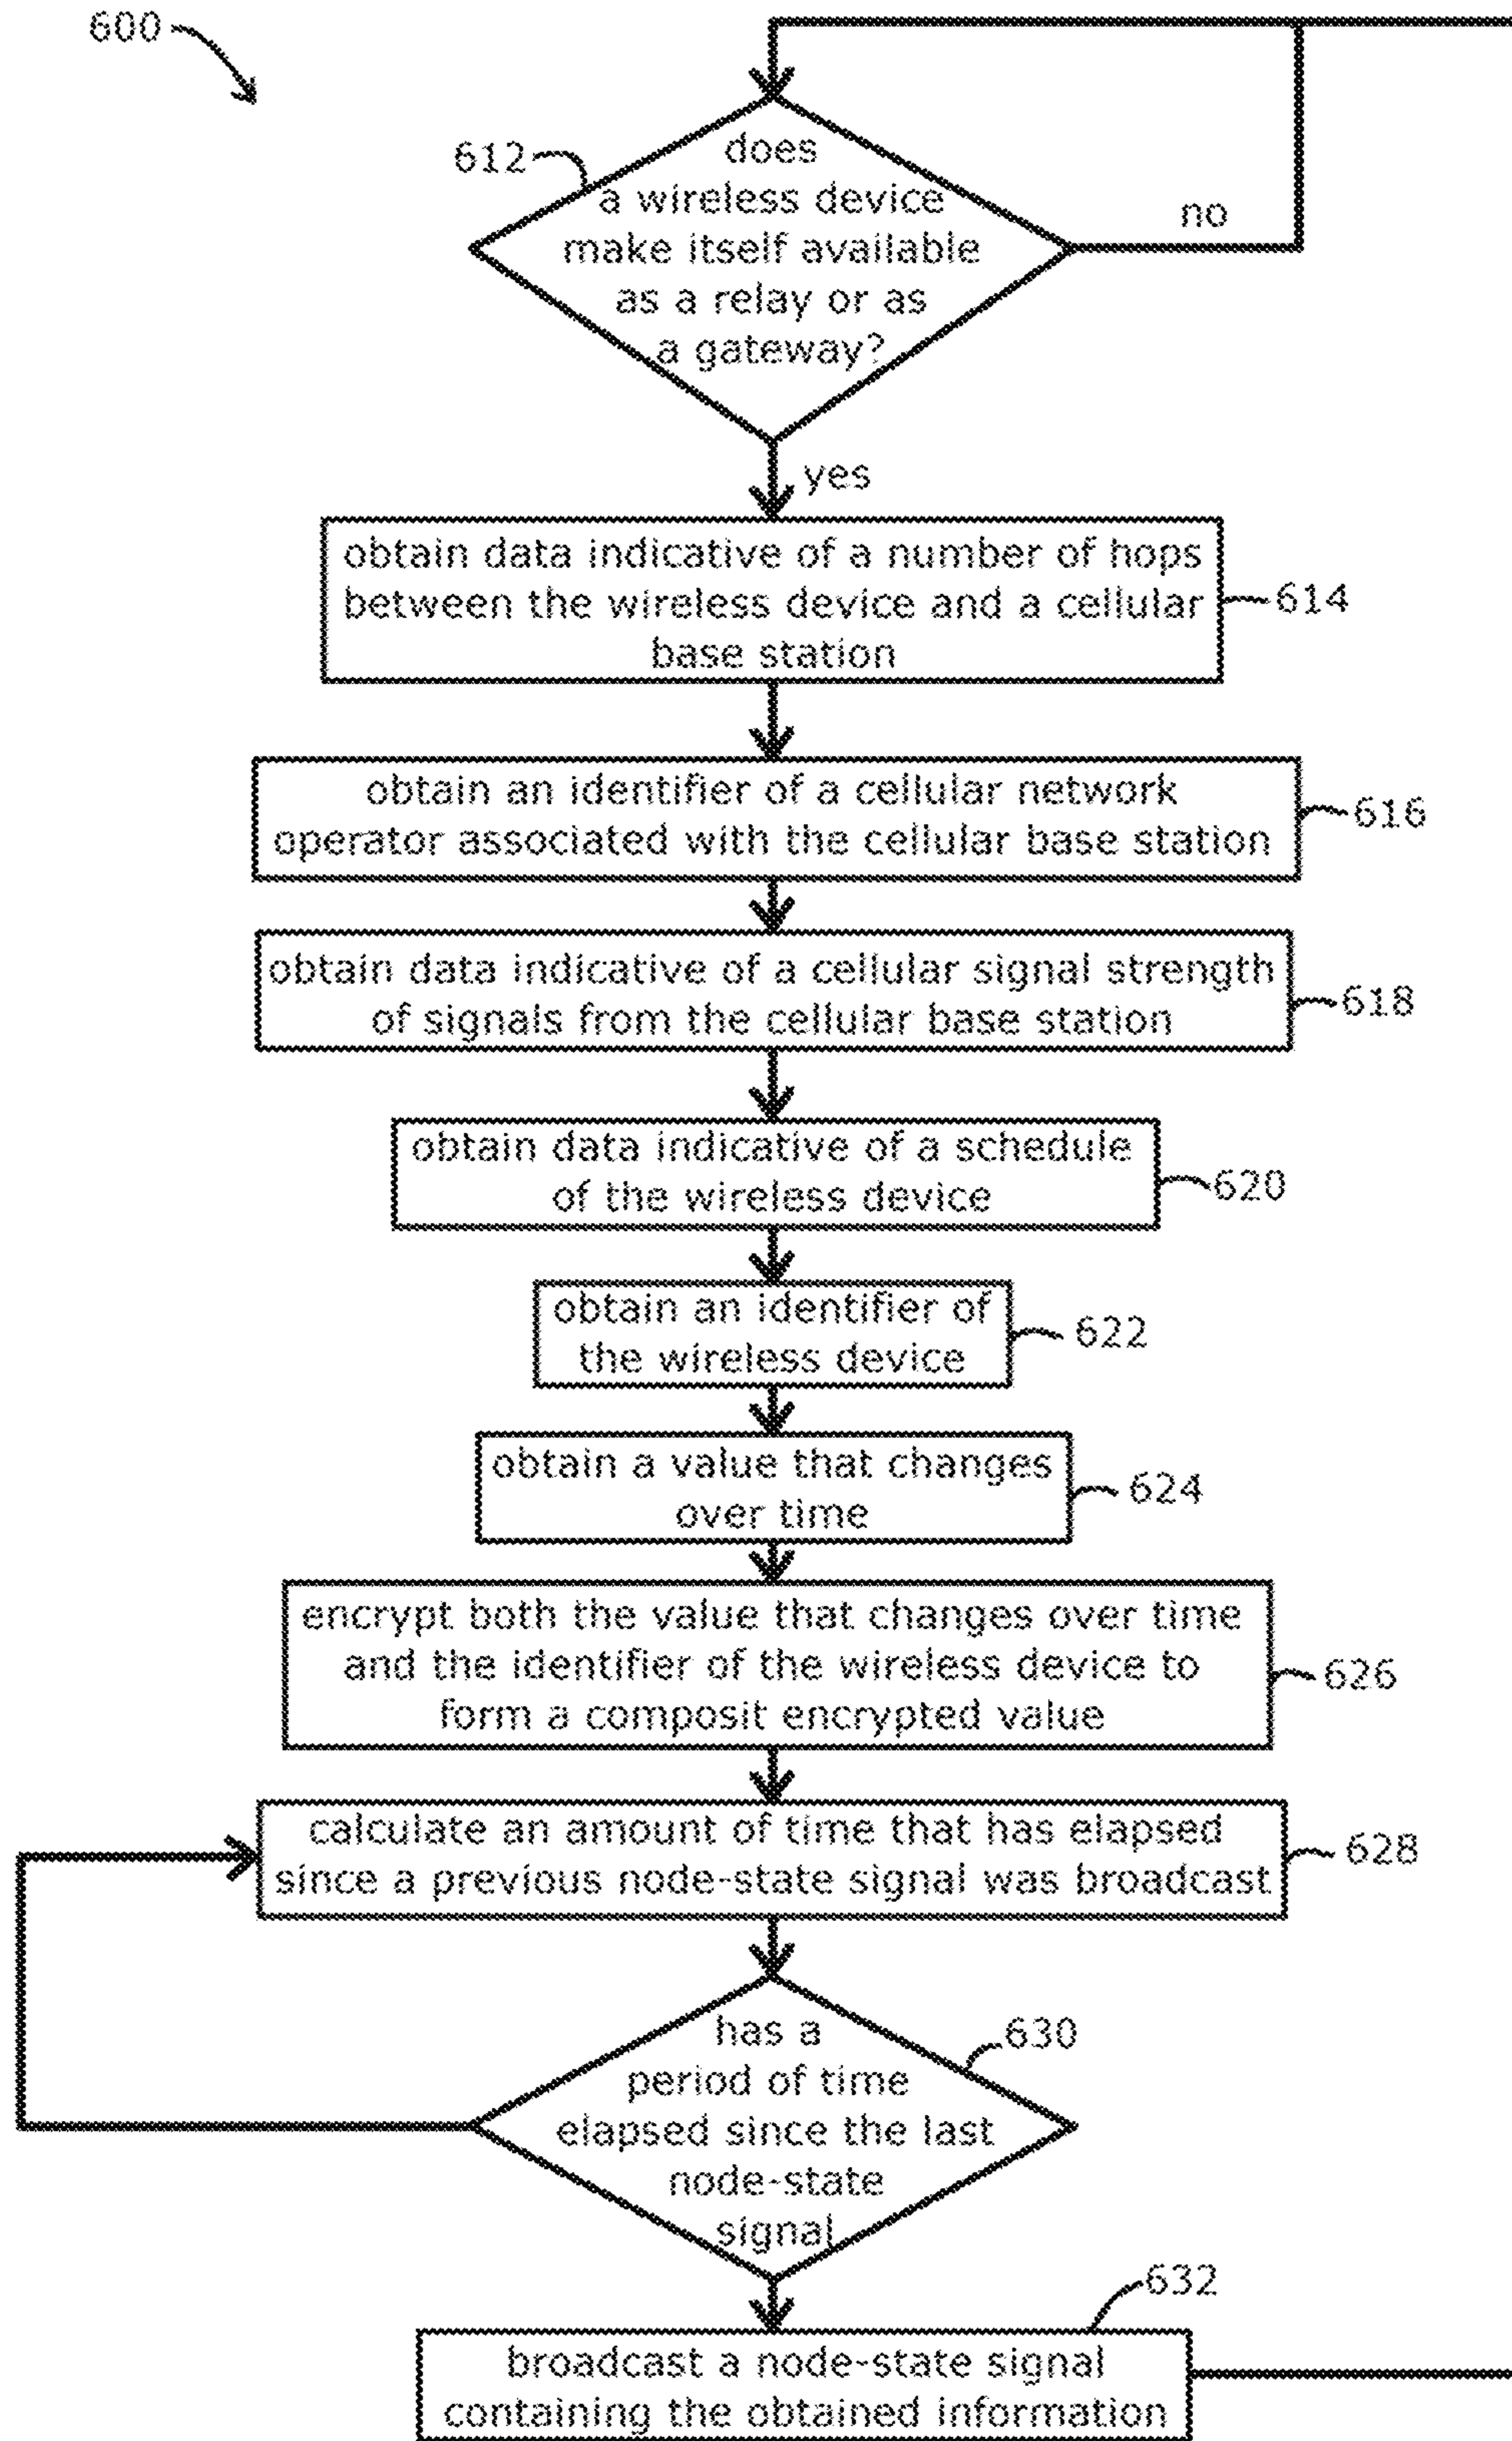 600
612
does
a wireless device
make itself available
as a relay or as
a gateway?
no
yes
obtain data indicative of a number of hops
between the wireless device and a cellular
base station
614
obtain an identifier of a cellular network
operator associated with the cellular base station
616
obtain data indicative of a cellular signal strength
of signals from the cellular base station
618
obtain data indicative of a schedule
of the wireless device
620
obtain an identifier of
the wireless device
622
obtain a value that changes
over time
624
encrypt both the value that changes over time
and the identifier of the wireless device to
form a composit encrypted value
626
calculate an amount of time that has elapsed
since a previous node-state signal was broadcast
628
has a
period of time
elapsed since the last
node-state
signal
630
632
broadcast a node-state signal
containing the obtained information